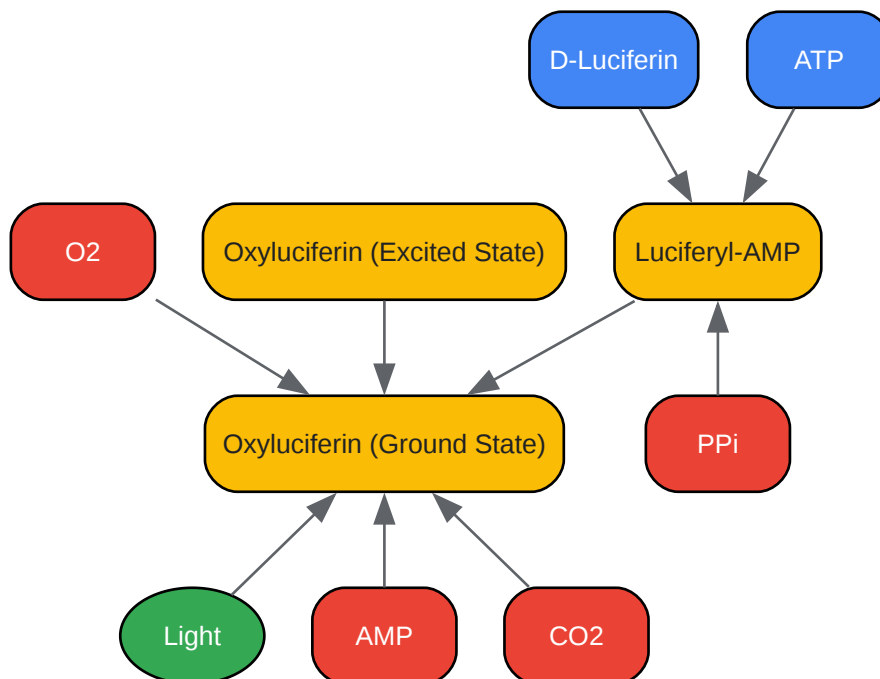 D-Luciferin
ATP
O2
Oxyluciferin (Excited State)
Luciferyl-AMP
Oxyluciferin (Ground State)
PPi
Light
AMP
CO2